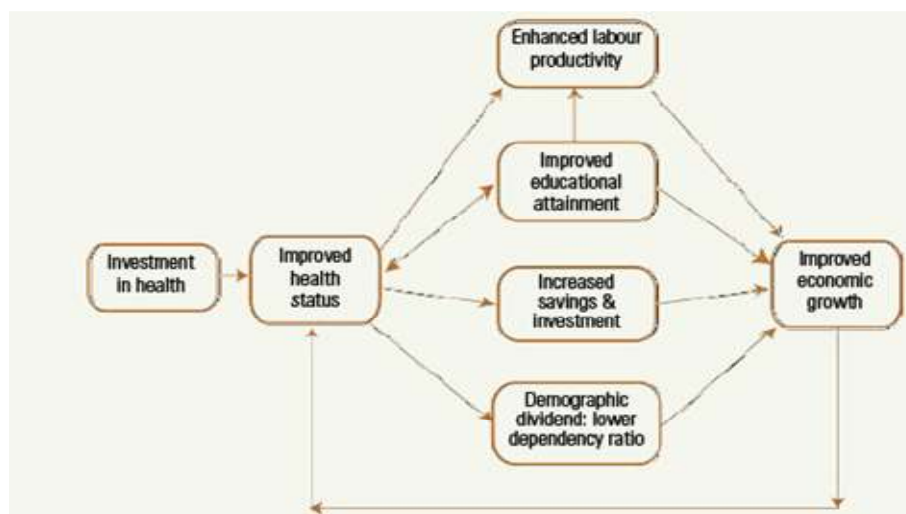 Enhanced labour
productivity
Improved
educational
attainment
Investment
in health
Improved
health
status
Increased
savings &
investment
Improved
economic
growth
Demographic
dividend: lower
dependency ratio